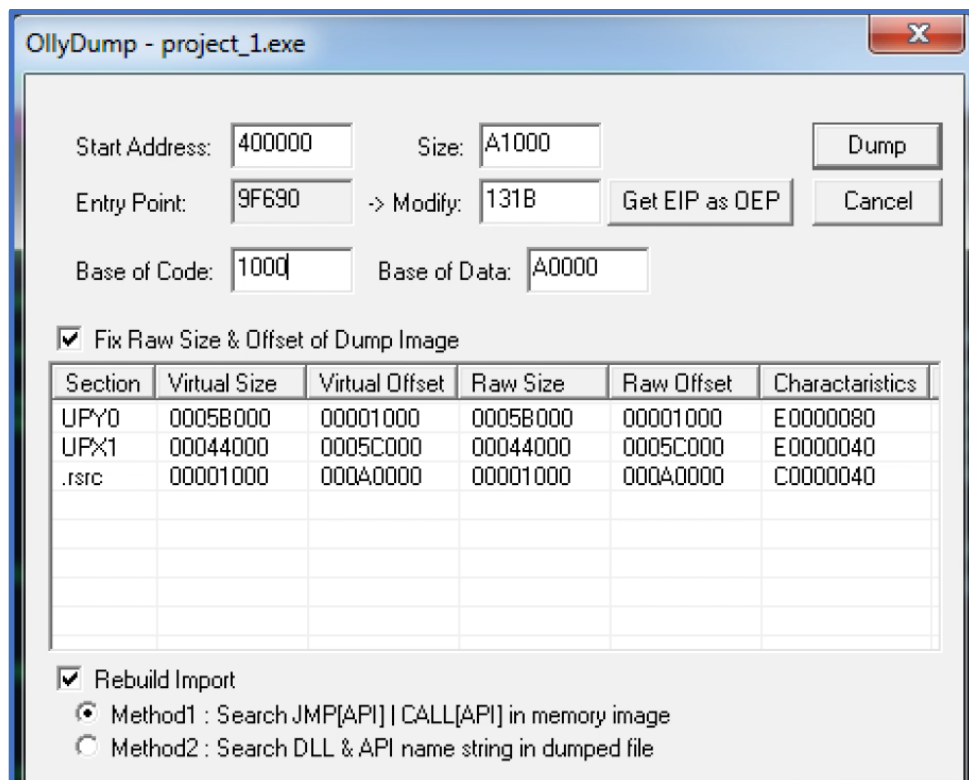 OllyDump - project_1.exe
Start Address: 400000 Size: A1000 Dump
Entry Point: 9F690 -> Modify: 131B Get EIP as OEP Cancel
Base of Code: 1000 Base of Data: A0000
Fix Raw Size & Offset of Dump Image
Section Virtual Size Virtual Offset Raw Size Raw Offset Charactaristics
UPY0 0005B000 00001000 0005B000 00001000 E0000080
UPX1 00044000 0005C000 00044000 0005C000 E0000040
.rsrc 00001000 000A0000 00001000 000A0000 C0000040
Rebuild Import
Method1 : Search JMP[API] | CALL[API] in memory image
Method2 : Search DLL & API name string in dumped file